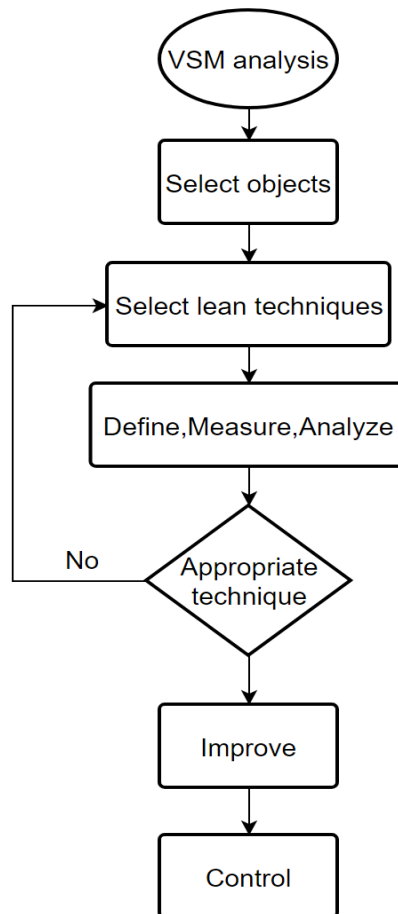 VSM analysis
Select objects
Select lean techniques
Define,Measure,Analyze
Appropriate
technique
No
Improve
Control